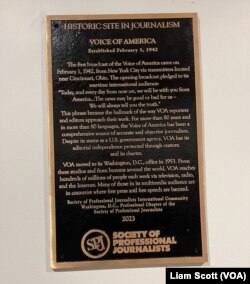 HISTORIC SITE IN JOURNALISM
VOICE OF AMERICA
Established February 1, 1942
The first broadcast of the Voice of America came on
February 1, 1942, from New York City via transmitters located
near Cincinnati, Ohio. The opening broadcast pledged to its
wartime international audience:
"Today, and every day from now on, we will be with you from
America...The news may be good or bad for us –
We will always tell you the truth."
This phrase became the hallmark of the way VOA reporters
and editors approach their work. For more than 80 years and
in more than 80 languages, the Voice of America has been a
comprehensive source of accurate and objective journalism.
Despite its status as a U.S. government agency, VOA has its
editorial independence protected through custom
and its charter.
VOA moved to its Washington, D.C., office in 1953. From
these studios and from bureaus around the world, VOA reaches
hundreds of millions of people each week via television, radio,
and the Internet. Many of those in its multimedia audience are
in countries where free press and free speech are banned.
Society of Professional Journalists International Community
Washington, D.C., Professional Chapter of the
Society of Professional Journalists
2023
SPJ
SOCIETY OF
PROFESSIONAL
JOURNALISTS
Liam Scott (VOA)